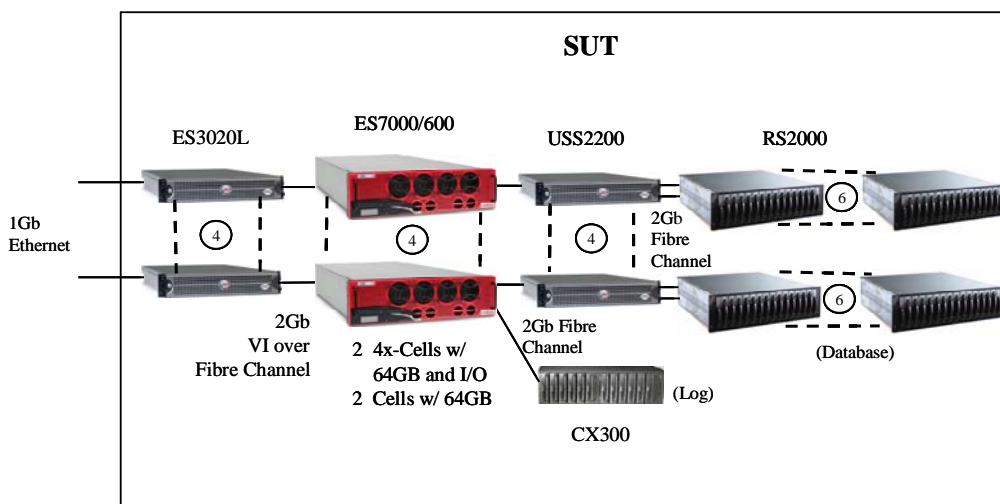 SUT
ES3020L
ES7000/600
USS2200
RS2000
1Gb
Ethernet
4
4
4
2Gb
Fibre
Channel
6
6
2Gb
VI over
Fibre Channel
2 4x-Cells w/
64GB and I/O
2 Cells w/ 64GB
2Gb Fibre
Channel
(Database)
(Log)
CX300